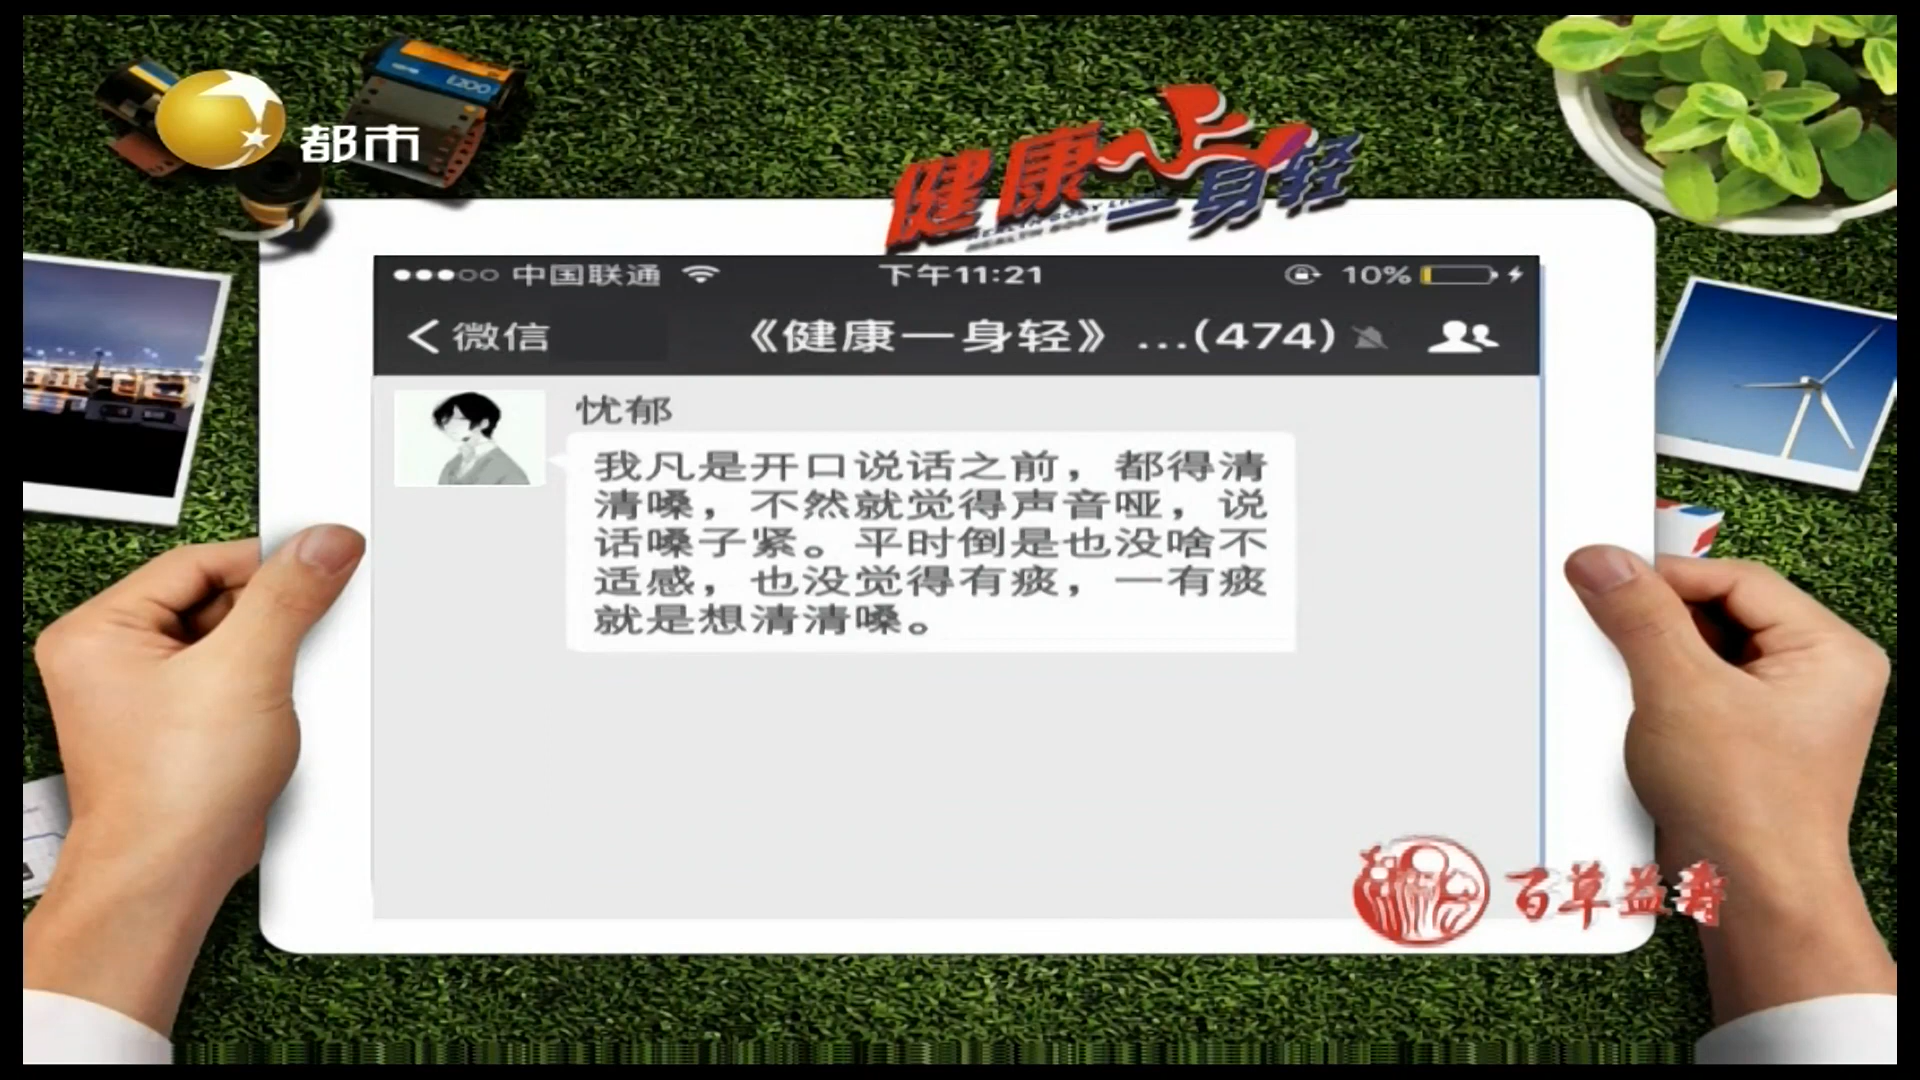 都市
E200
健康一身轻
HEALTH BODY
中国联通
下午11:21
10%
微信
《健康一身轻》 ...(474)
忧郁
我凡是开口说话之前，都得清
清嗓，不然就觉得声音哑，说
话嗓子紧。平时倒是也没啥不
适感，也没觉得有痰，一有痰
就是想清清嗓。
百草益寿